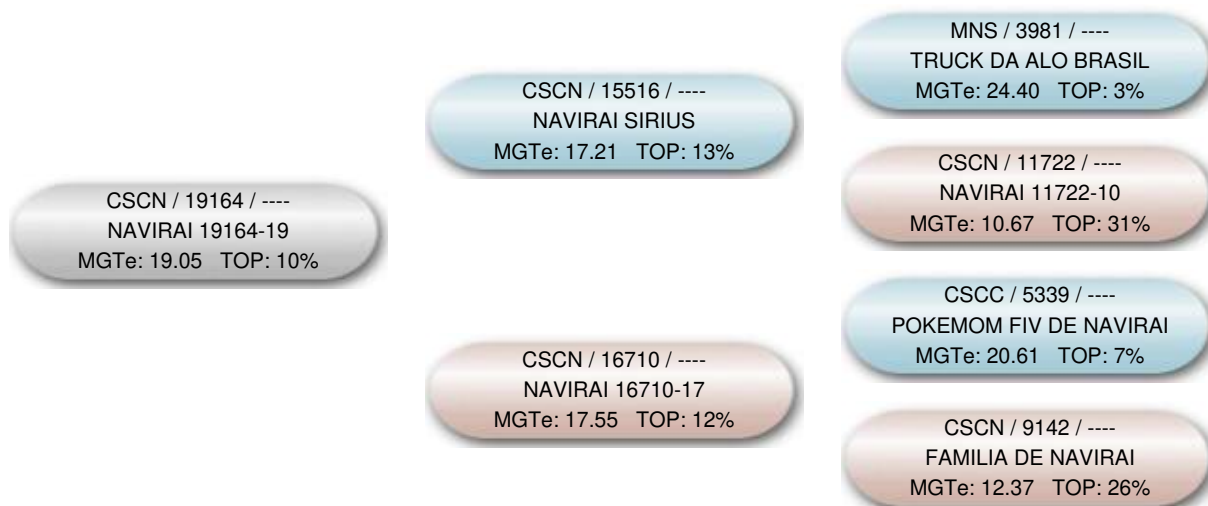 MNS / 3981 / ----
TRUCK DA ALO BRASIL
MGTe: 24.40 TOP: 3%
CSCN / 15516 / ----
NAVIRAI SIRIUS
MGTe: 17.21 TOP: 13%
CSCN / 11722 / ----
NAVIRAI 11722-10
MGTe: 10.67 TOP: 31%
CSCN / 19164 / ----
NAVIRAI 19164-19
MGTe: 19.05 TOP: 10%
CSCC / 5339 / ----
POKEMOM FIV DE NAVIRAI
MGTe: 20.61 TOP: 7%
CSCN / 16710 / ----
NAVIRAI 16710-17
MGTe: 17.55 TOP: 12%
CSCN / 9142 / ----
FAMILIA DE NAVIRAI
MGTe: 12.37 TOP: 26%